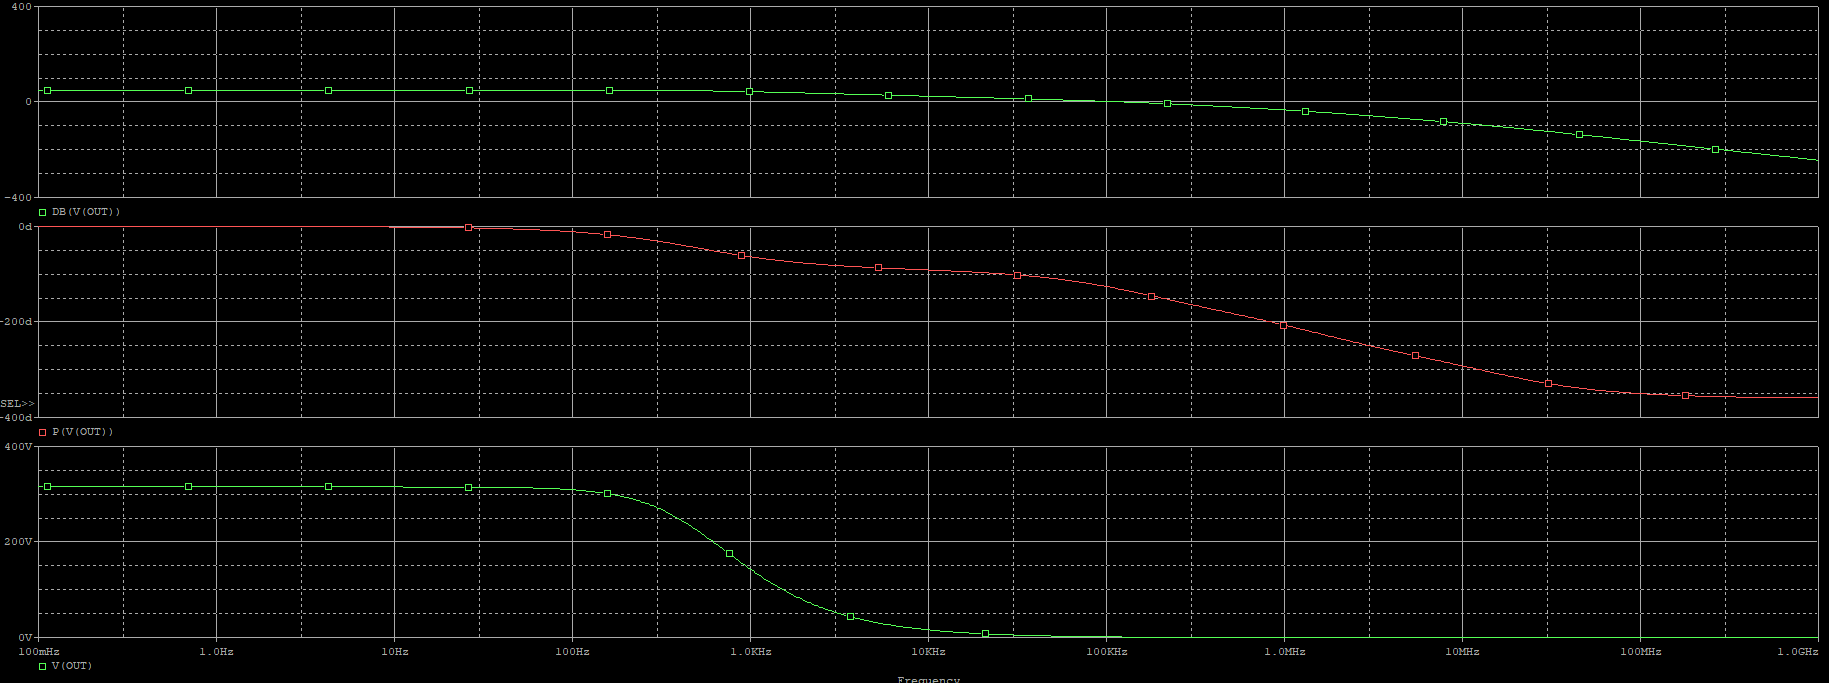 400
0
-400
DB(V(OUT))
0d
-200d
SEL>>
-400d
P(V(OUT))
400V
200V
0V
100mHz 1.0Hz 10Hz 100Hz 1.0KHz 10KHz 100KHz 1.0MHz 10MHz 100MHz 1.0GHz
V(OUT)
Frequency